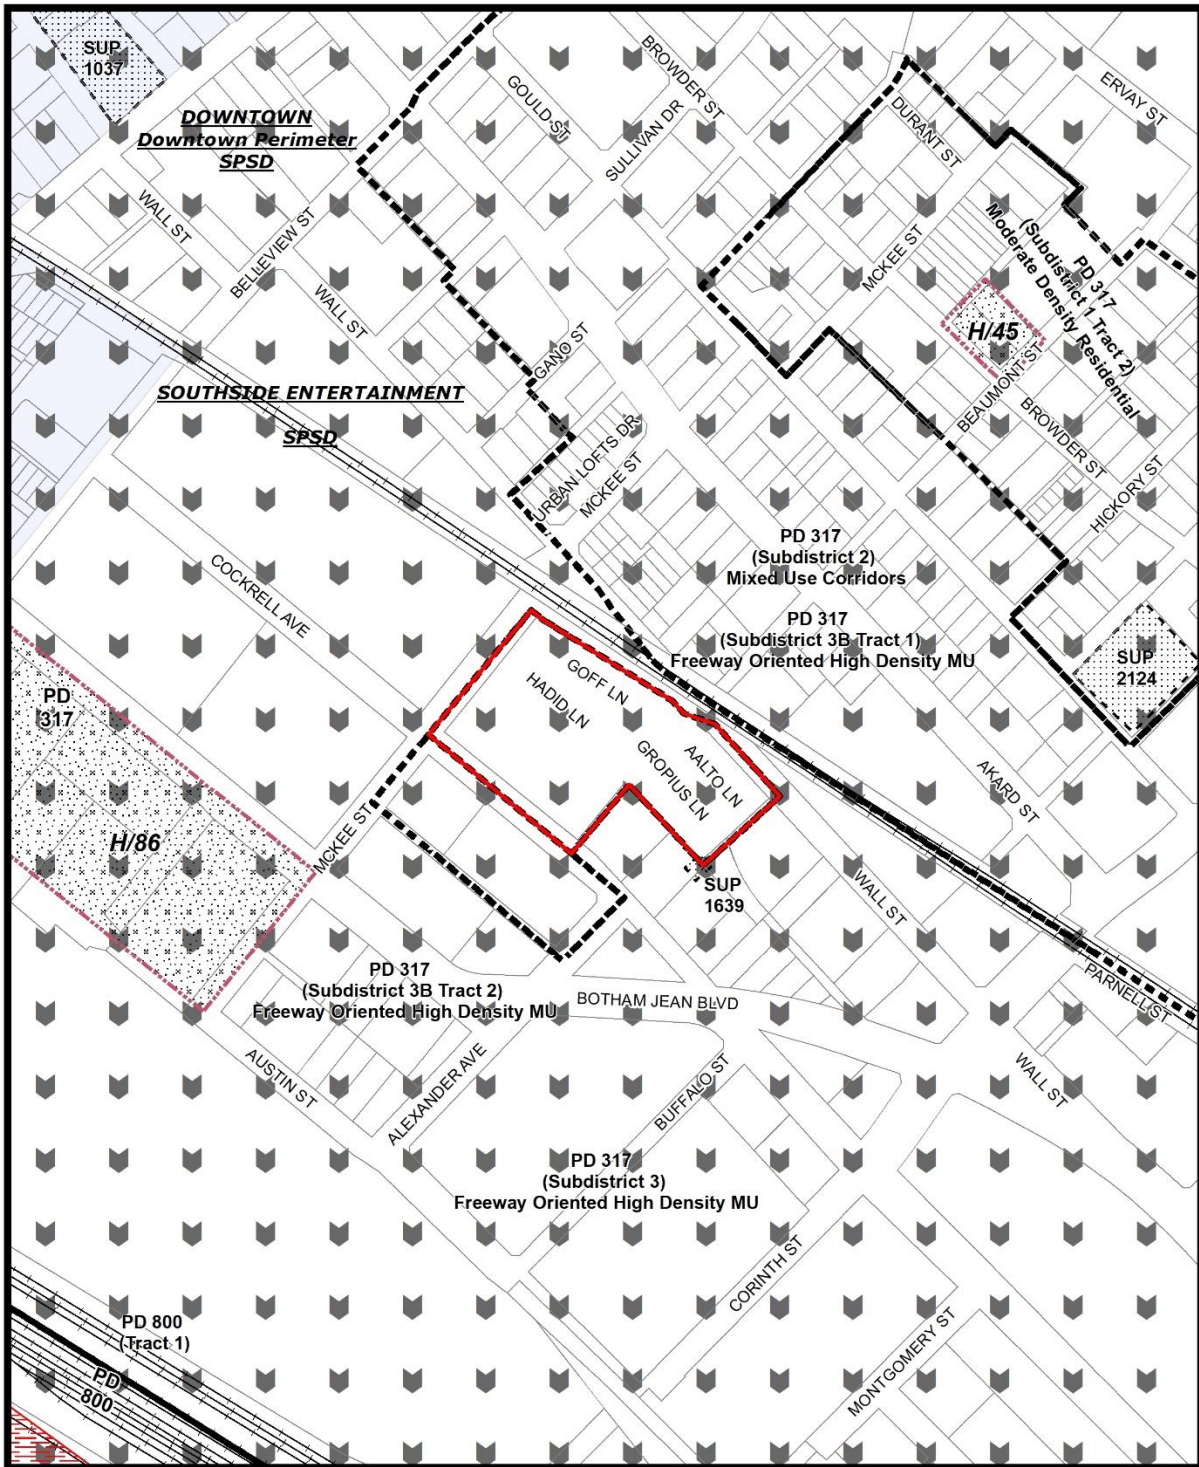 SUP
1037
DOWNTOWN
Downtown Perimeter
SPSD
GOULD ST
BROWDER ST
SULLIVAN DR
DURANT ST
ERVAY ST
WALL ST
BELLEVIEW ST
WALL ST
MCKEE ST
PD 317
(Subdistrict 1 Tract 2)
Moderate Density Residential
H/45
BEAUMONT ST
BROWDER ST
HICKORY ST
GANO ST
SOUTHSIDE ENTERTAINMENT
SPSD
URBAN LOFTS DR
MCKEE ST
PD 317
(Subdistrict 2)
Mixed Use Corridors
COCKRELL AVE
PD 317
(Subdistrict 3B Tract 1)
Freeway Oriented High Density MU
SUP
2124
GOFF LN
HADID LN
AALTO LN
GROPIUS LN
PD
317
H/86
MCKEE ST
AKARD ST
SUP
1639
WALL ST
PARNELL ST
PD 317
(Subdistrict 3B Tract 2)
Freeway Oriented High Density MU
BOTHAM JEAN BLVD
AUSTIN ST
ALEXANDER AVE
BUFFALO ST
WALL ST
PD 317
(Subdistrict 3)
Freeway Oriented High Density MU
CORINTH ST
MONTGOMERY ST
PD 800
(Tract 1)
PD
800